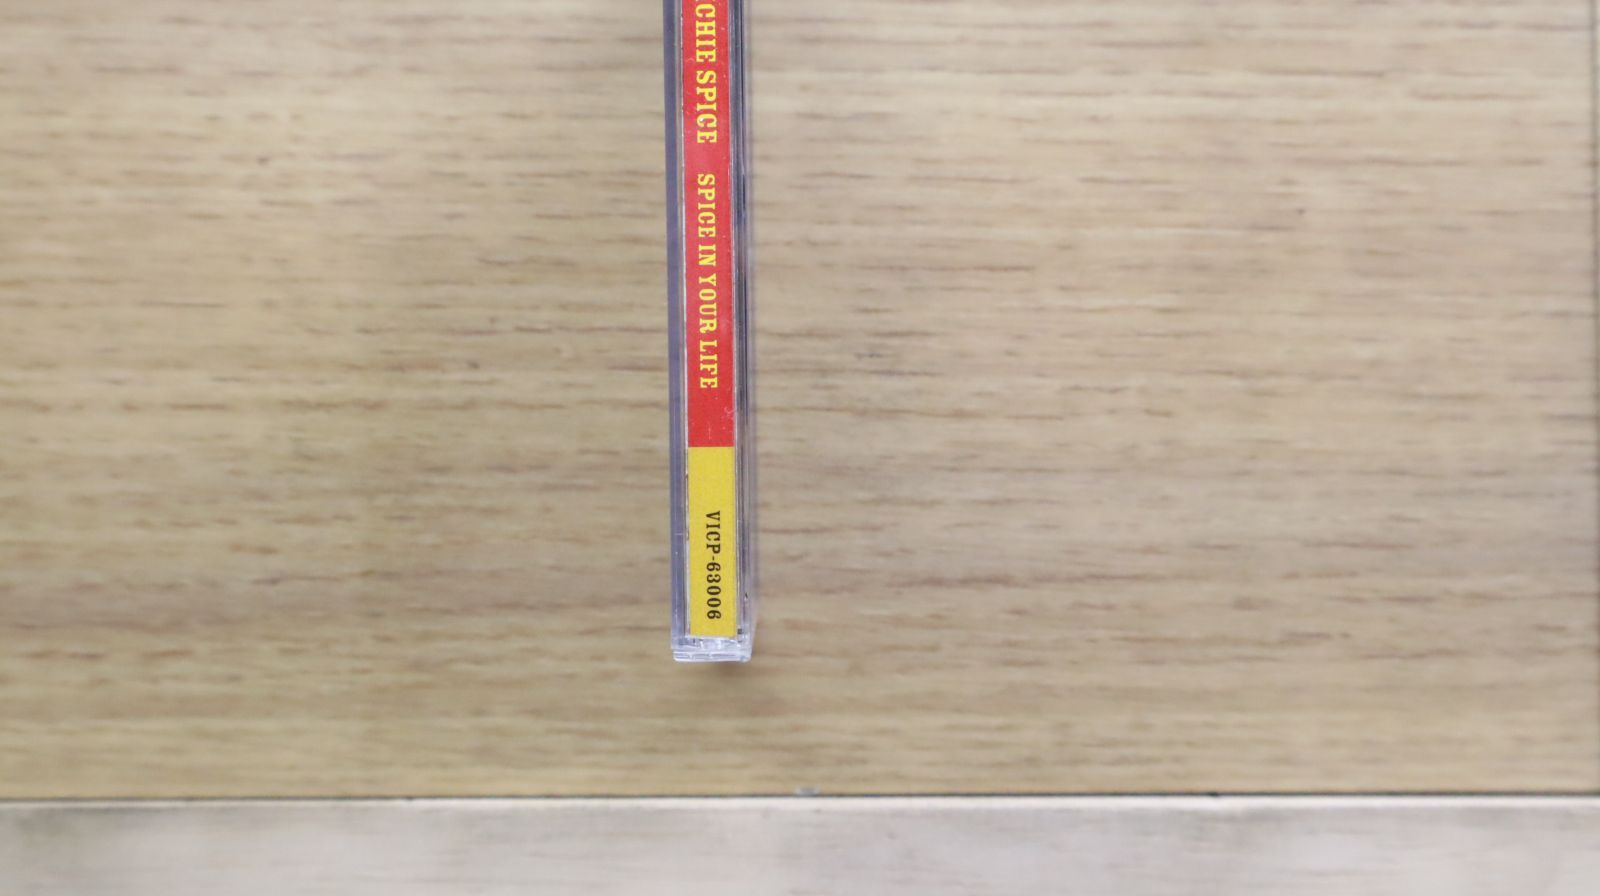 CHIE SPICE SPICE IN YOUR LIFE
VICP-63006